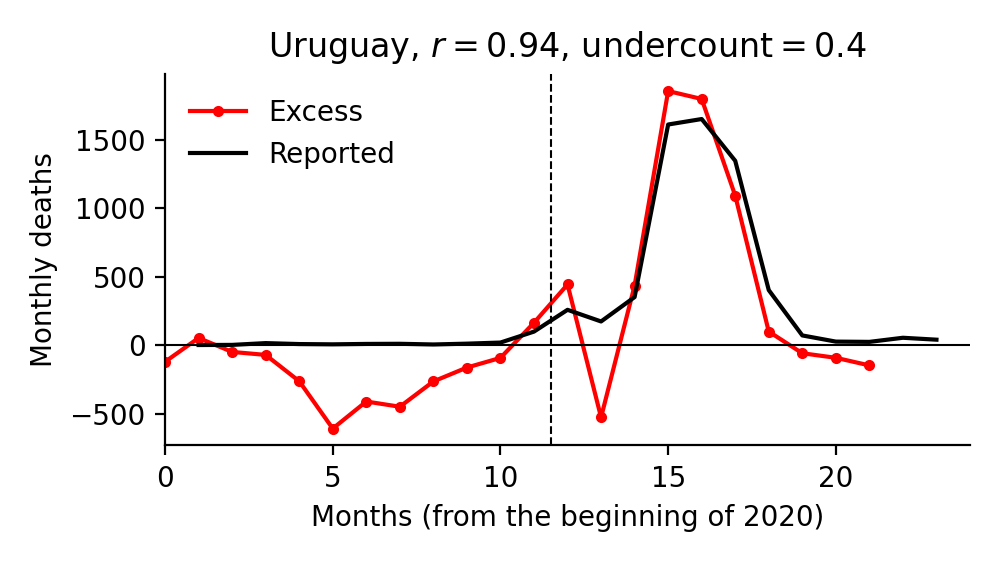 Uruguay, r = 0.94, undercount = 0.4
Excess
Reported
Monthly deaths
1500
1000
500
0
−500
0 5 10 15 20
Months (from the beginning of 2020)